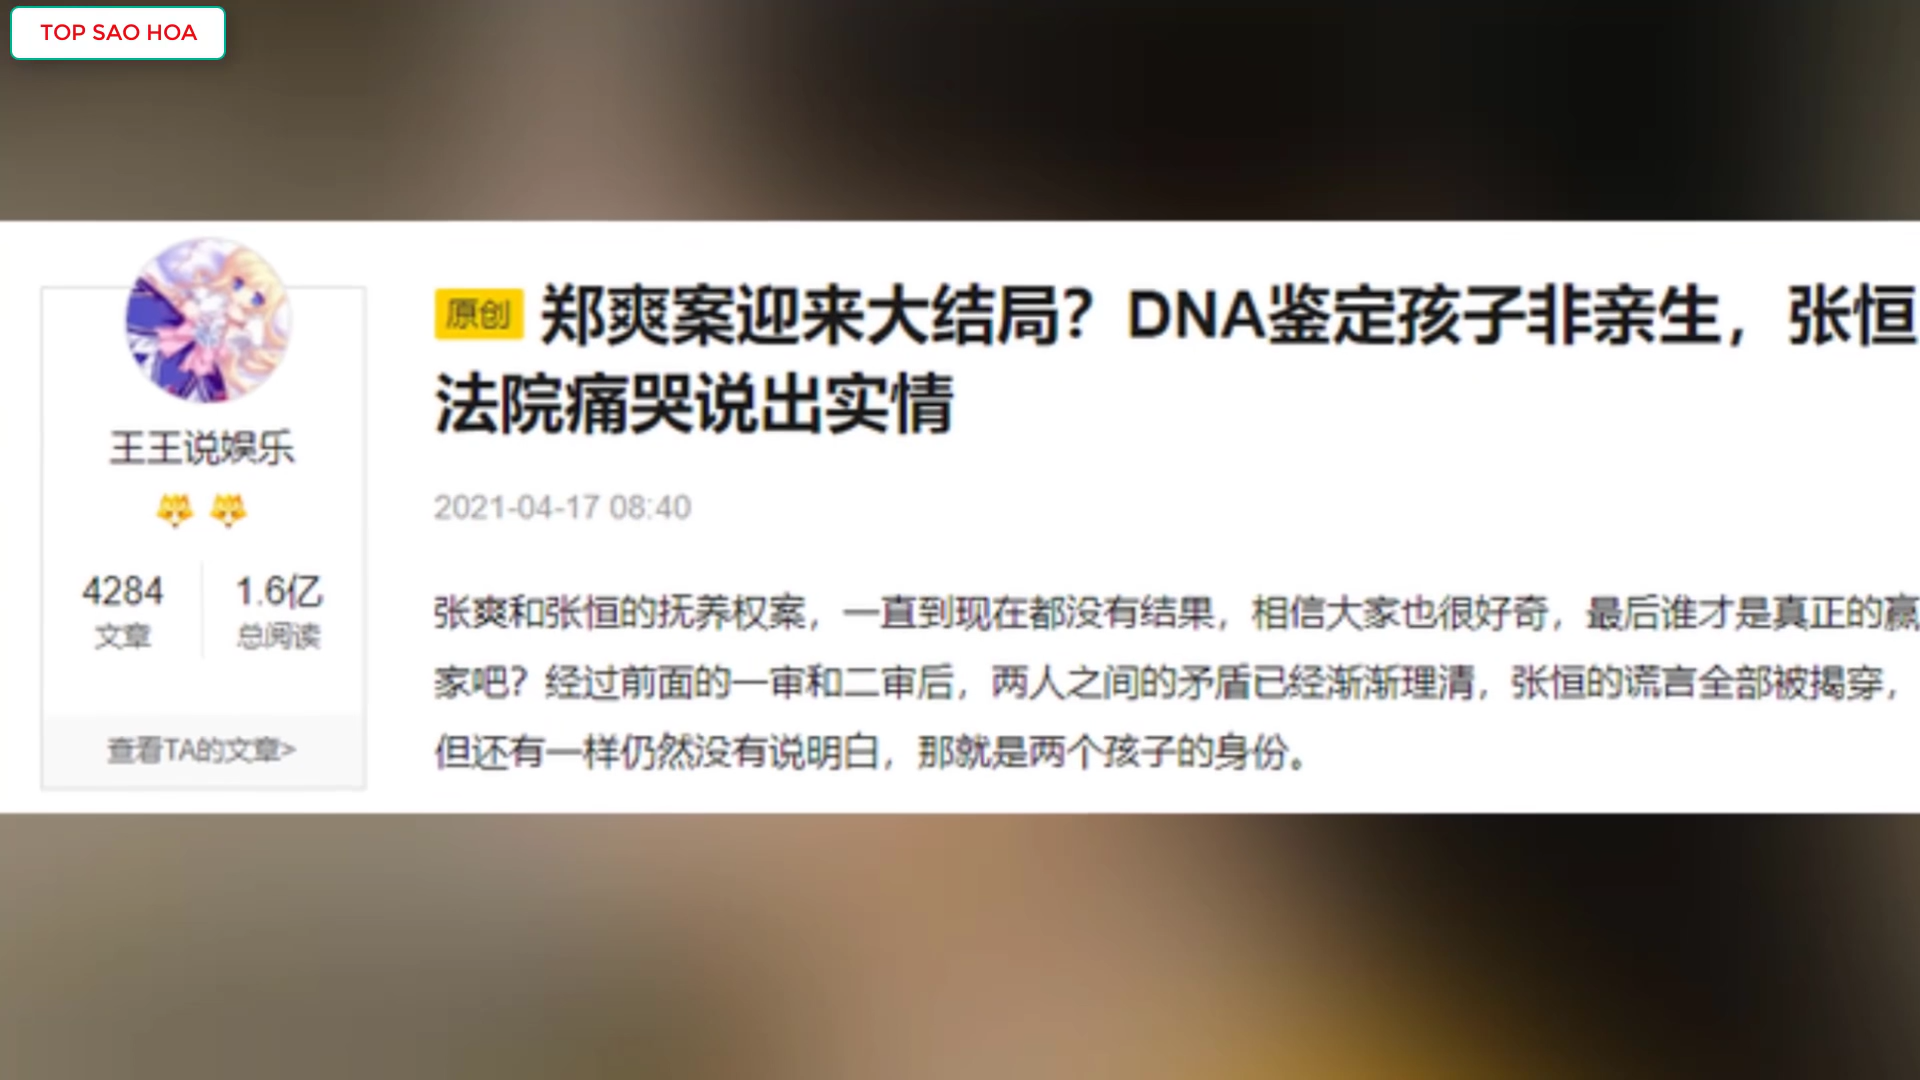 TOP SAO HOA
原创 郑爽案迎来大结局？DNA鉴定孩子非亲生，张恒
法院痛哭说出实情
王王说娱乐
2021-04-17 08:40
4284
1.6亿
文章
总阅读
查看TA的文章>
张爽和张恒的抚养权案，一直到现在都没有结果，相信大家也很好奇，最后谁才是真正的赢
家吧？经过前面的一审和二审后，两人之间的矛盾已经渐渐理清，张恒的谎言全部被揭穿，
但还有一样仍然没有说明白，那就是两个孩子的身份。